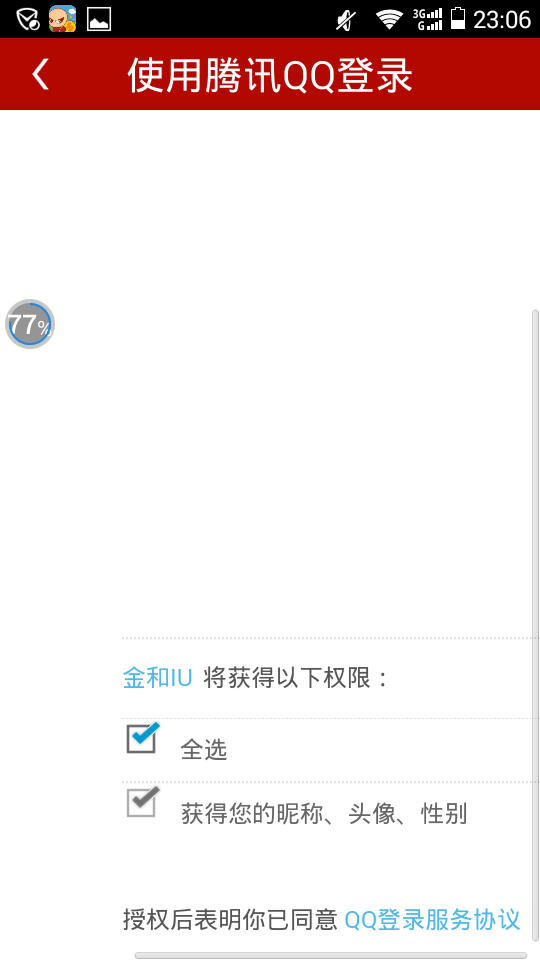 3G
G
23:06
使用腾讯QQ登录
77%
金和IU 将获得以下权限：
全选
获得您的昵称、头像、性别
授权后表明你已同意 QQ登录服务协议